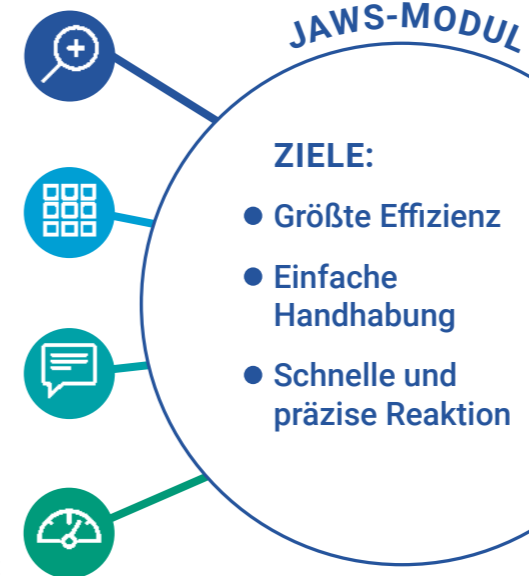 JAWS-MODUL
ZIELE:
● Größte Effizienz
● Einfache
Handhabung
● Schnelle und
präzise Reaktion